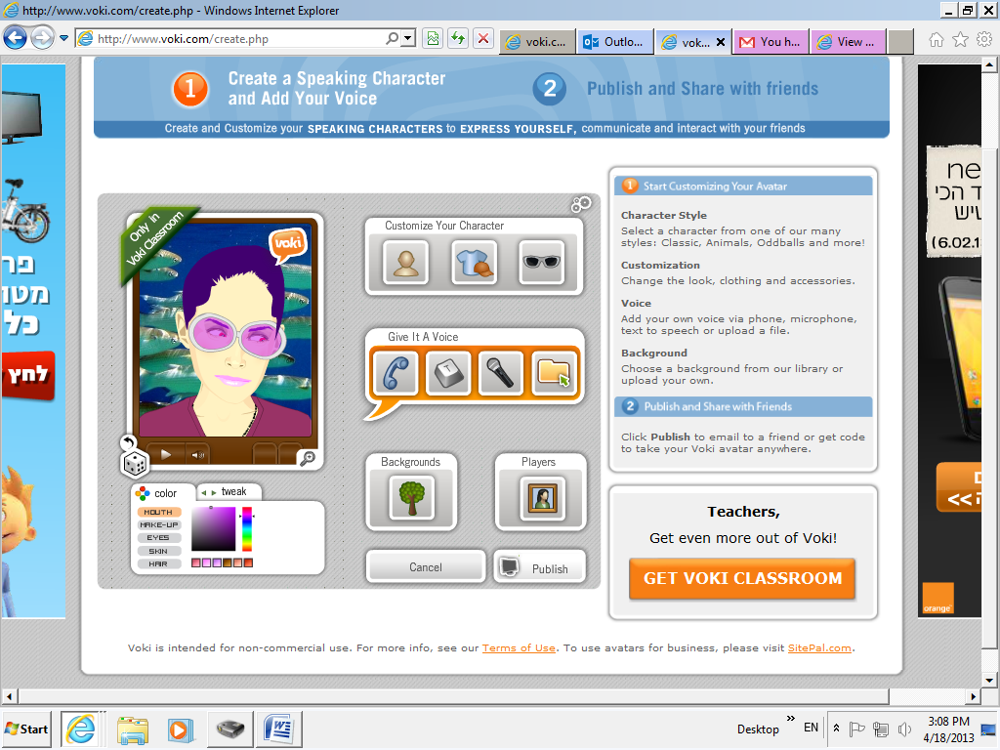 http://www.voki.com/create.php - Windows Internet Explorer
http://www.voki.com/create.php
voki.c...
Outlo...
vok...
You h...
View ...
1
Create a Speaking Character
and Add Your Voice
2
Publish and Share with friends
Create and Customize your SPEAKING CHARACTERS to EXPRESS YOURSELF, communicate and interact with your friends
Only In
Voki Classroom
voki
Customize Your Character
Give It A Voice
Backgrounds
Players
color
tweak
MOUTH
MAKE-UP
EYES
SKIN
HAIR
Cancel
Publish
1
Start Customizing Your Avatar
Character Style
Select a character from one of our many
styles: Classic, Animals, Oddballs and more!
Customization
Change the look, clothing and accessories.
Voice
Add your own voice via phone, microphone,
text to speech or upload a file.
Background
Choose a background from our library or
upload your own.
2
Publish and Share with Friends
Click Publish to email to a friend or get code
to take your Voki avatar anywhere.
Teachers,
Get even more out of Voki!
GET VOKI CLASSROOM
Voki is intended for non-commercial use. For more info, see our Terms of Use. To use avatars for business, please visit SitePal.com.
פר
מטו
כל
לחץ
ne
ד הכי
טיש
(6.02.1
>>
orange
Start
Desktop
EN
3:08 PM
4/18/2013